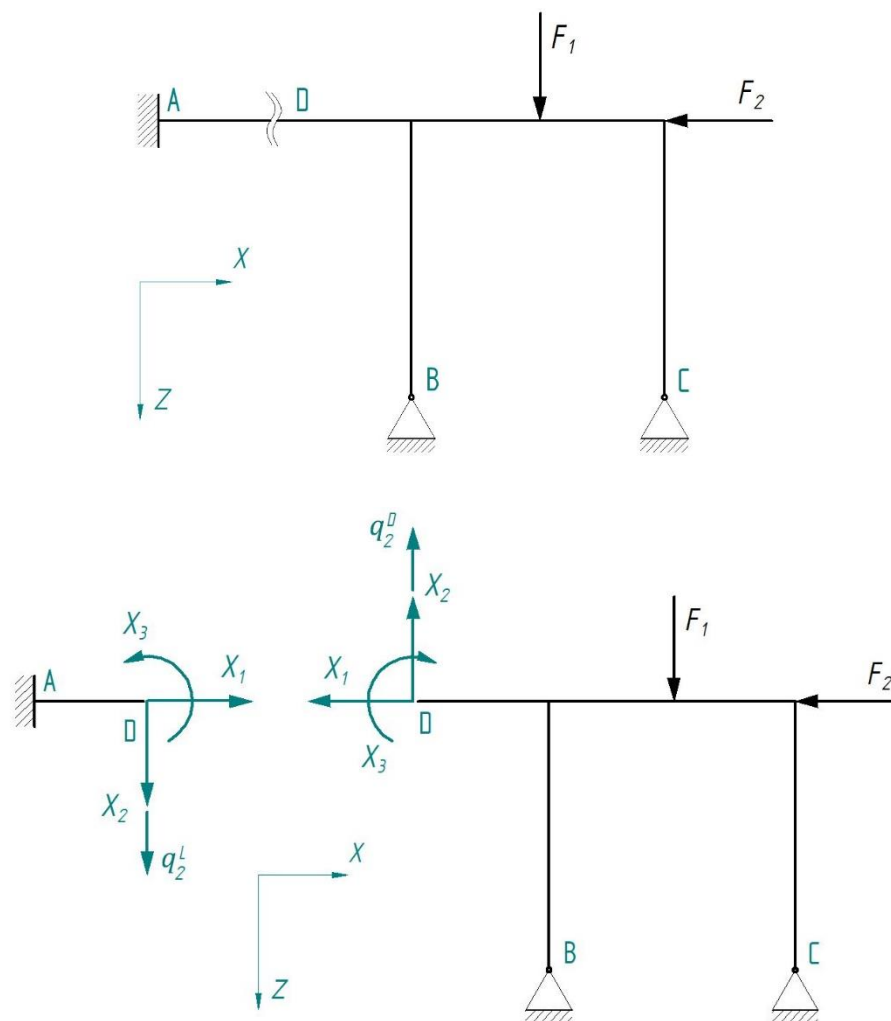 F₁
A D F₂
X
B C
Z
q₂ᴰ
X₂
X₃ F₁
A X₁ X₁ F₂
D X₃ D
X₂
q₂ᴸ X
B C
Z